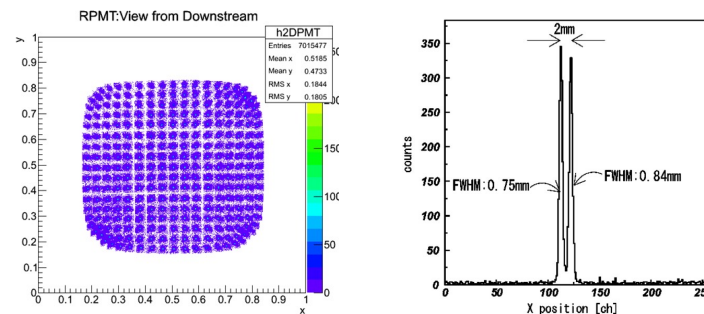 RPMT:View from Downstream
h2DPMT
Entries 7015477
Mean x 0.5185
Mean y 0.4733
RMS x 0.1844
RMS y 0.1805
y
1
0.9
0.8
0.7
0.6
0.5
0.4
0.3
0.2
0.1
0
0 0.1 0.2 0.3 0.4 0.5 0.6 0.7 0.8 0.9 1
x
150
100
50
0
2mm
counts
350
300
250
200
150
100
50
0
FWHM:0.75mm
FWHM:0.84mm
0 50 100 150 200
X position [ch]